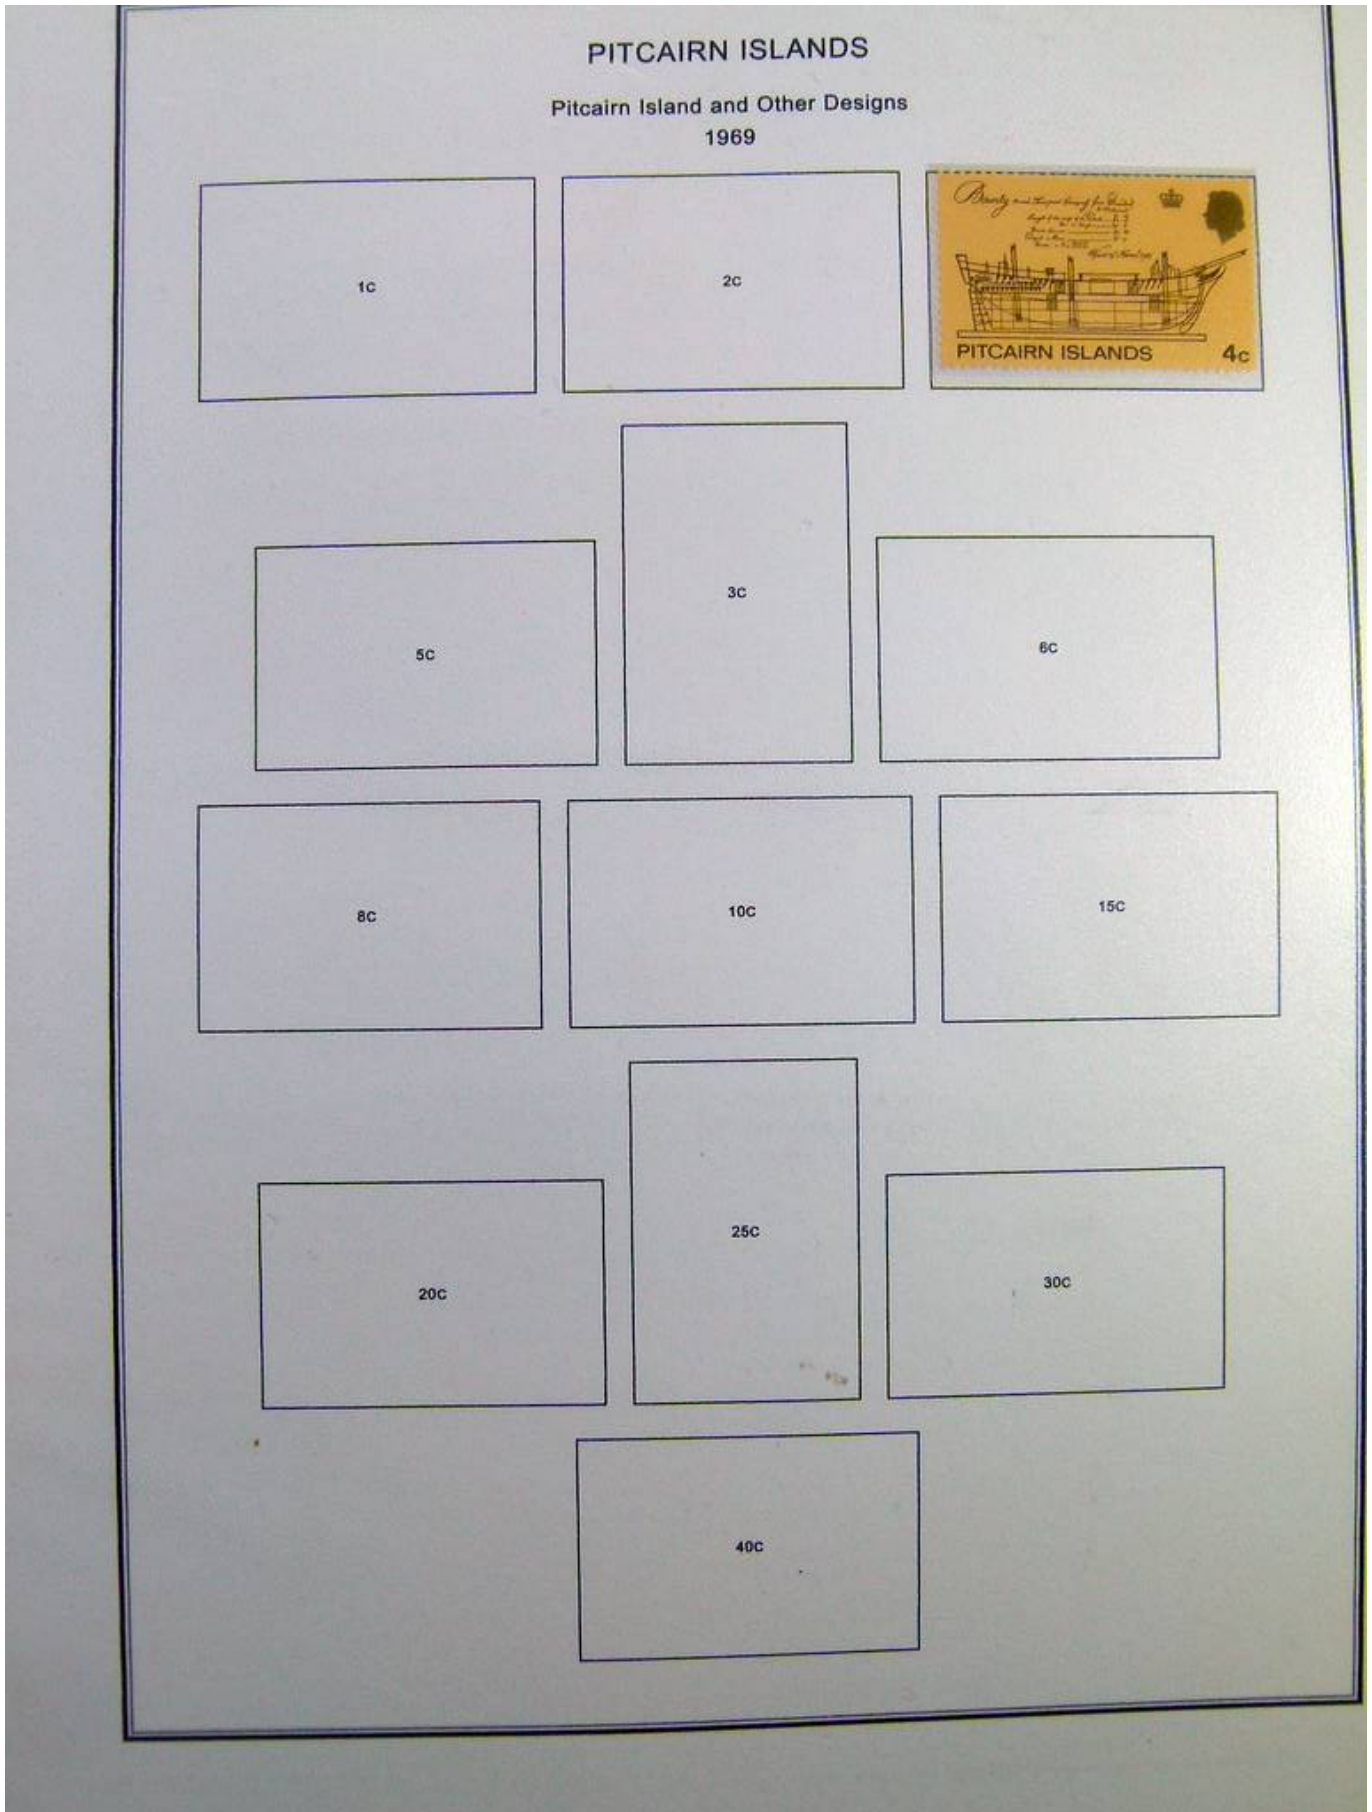 PITCAIRN ISLANDS
Pitcairn Island and Other Designs
1969
1C
2C
Bounty
PITCAIRN ISLANDS 4c
3C
5C
6C
8C
10C
15C
25C
20C
30C
40C